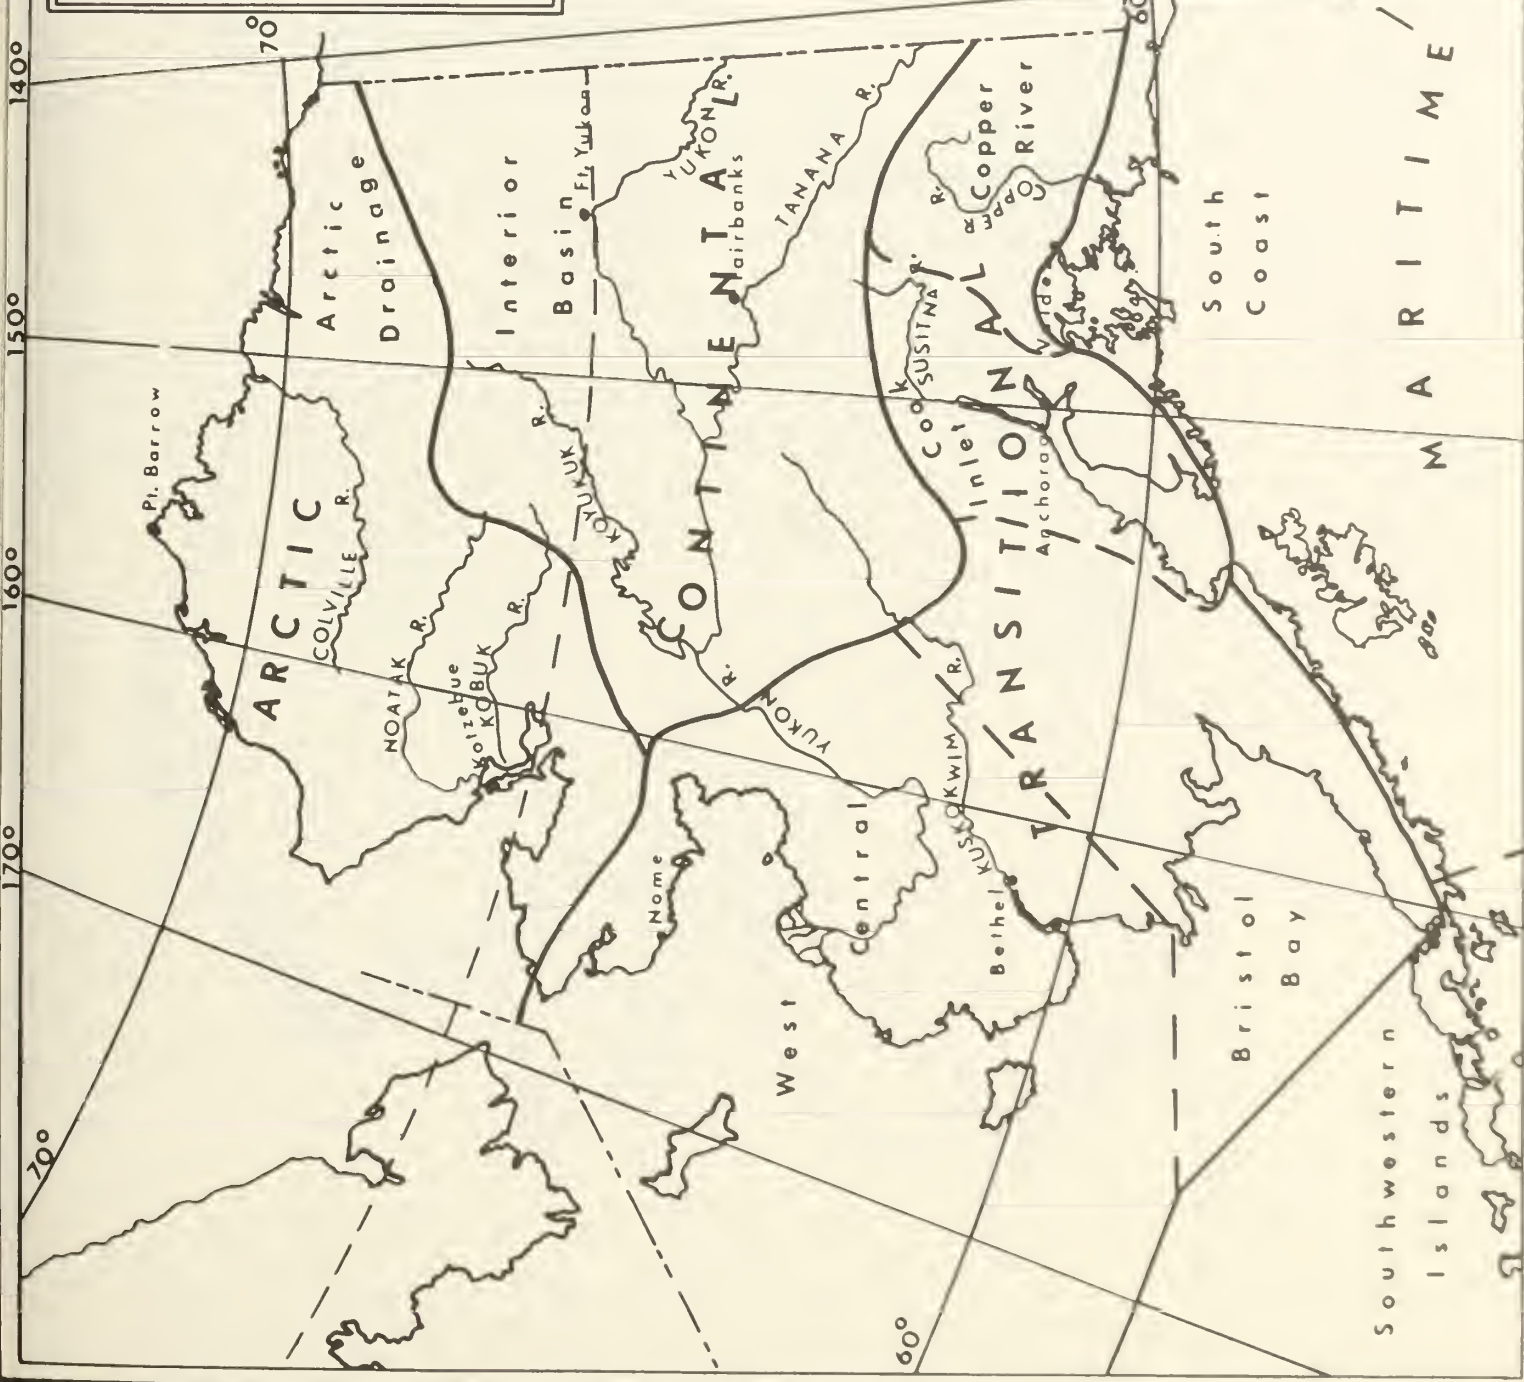 140°
150°
160°
170°
70°
70°
60°
60
Pt. Barrow
ARCTIC
Arctic
Drainage
COLVILLE R.
NOATAK R.
Kotzebue
KOBUK R.
Interior
Basin
Ft. Yukon
KOYUKUK R.
YUKON R.
CONTINENTAL
airbanks
TANANA R.
YUKON R.
Nome
West
Central
KUSKOKWIM R.
Bethel
TRANSITIONAL
Cook
Inlet
SUSITNA R.
Anchorag
COPPER R.
Copper
River
Bristol
Bay
South
Coast
MARITIME
Southwestern
Islands